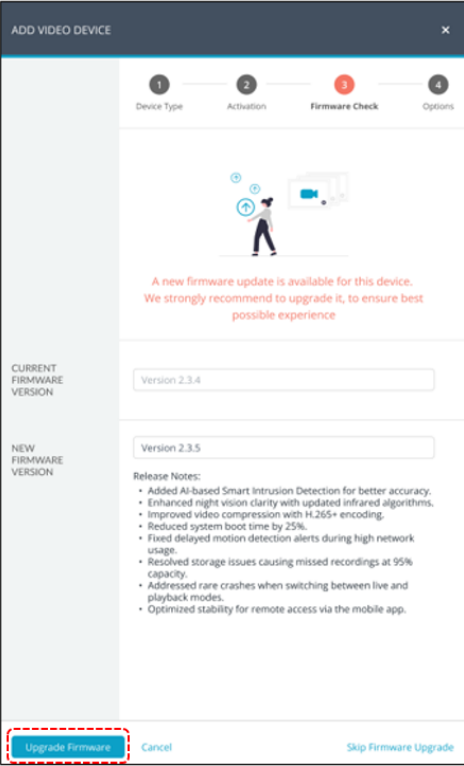 ADD VIDEO DEVICE
×
1
2
3
4
Device Type
Activation
Firmware Check
Options
A new firmware update is available for this device.
We strongly recommend to upgrade it, to ensure best
possible experience
CURRENT
FIRMWARE
VERSION
Version 2.3.4
NEW
FIRMWARE
VERSION
Version 2.3.5
Release Notes:
• Added AI-based Smart Intrusion Detection for better accuracy.
• Enhanced night vision clarity with updated infrared algorithms.
• Improved video compression with H.265+ encoding.
• Reduced system boot time by 25%.
• Fixed delayed motion detection alerts during high network
usage.
• Resolved storage issues causing missed recordings at 95%
capacity.
• Addressed rare crashes when switching between live and
playback modes.
• Optimized stability for remote access via the mobile app.
Upgrade Firmware
Cancel
Skip Firmware Upgrade